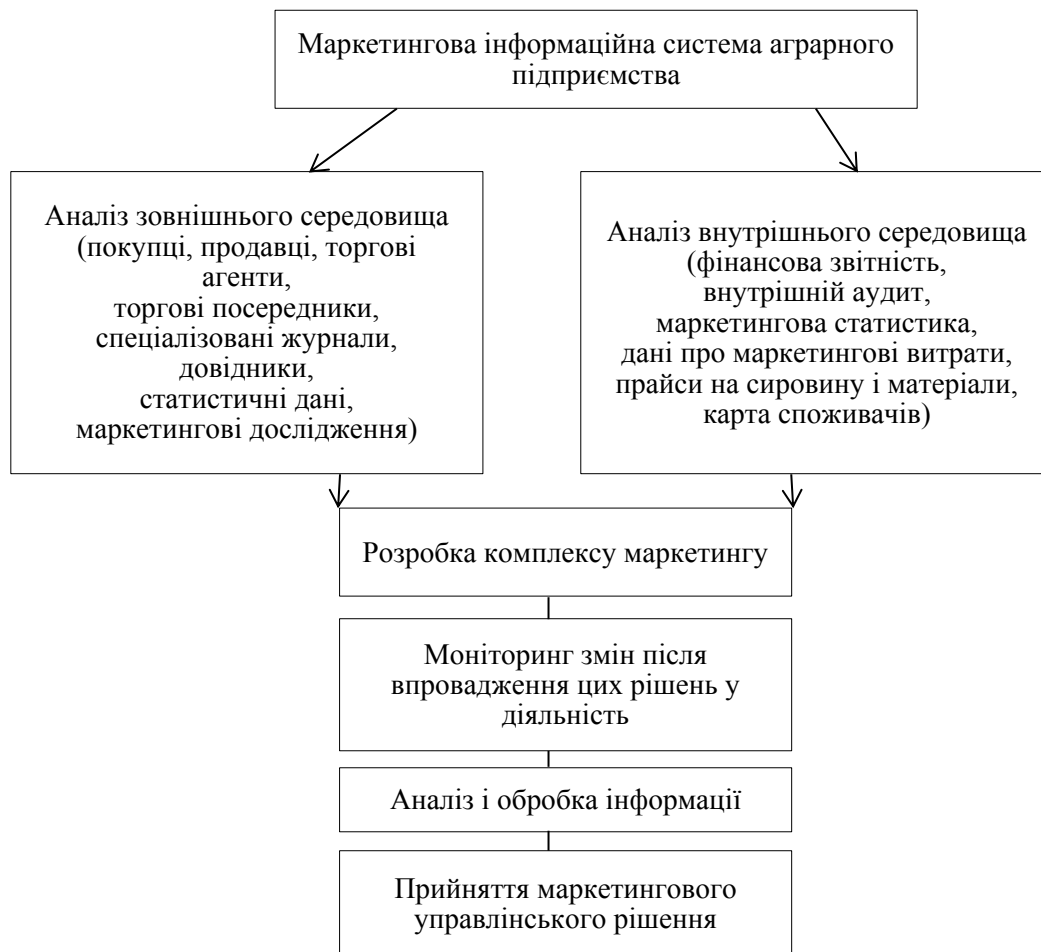 Маркетингова інформаційна система аграрного
підприємства
Аналіз зовнішнього середовища
(покупці, продавці, торгові
агенти,
торгові посередники,
спеціалізовані журнали,
довідники,
статистичні дані,
маркетингові дослідження)
Аналіз внутрішнього середовища
(фінансова звітність,
внутрішній аудит,
маркетингова статистика,
дані про маркетингові витрати,
прайси на сировину і матеріали,
карта споживачів)
Розробка комплексу маркетингу
Моніторинг змін після
впровадження цих рішень у
діяльність
Аналіз і обробка інформації
Прийняття маркетингового
управлінського рішення